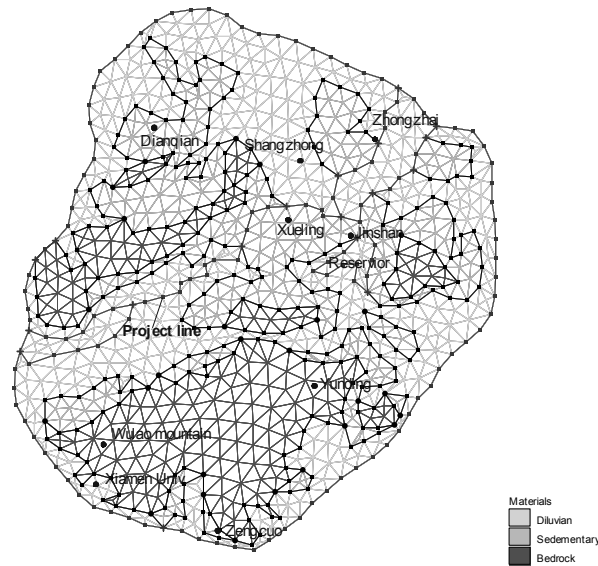 Zhongzhai
Dianqian
Shangzhong
Xueling
Jinshan
Reservior
Project line
Yunding
Wulao mountain
Xiamen Univ.
Zengcuo
Materials
Diluvian
Sedementary
Bedrock